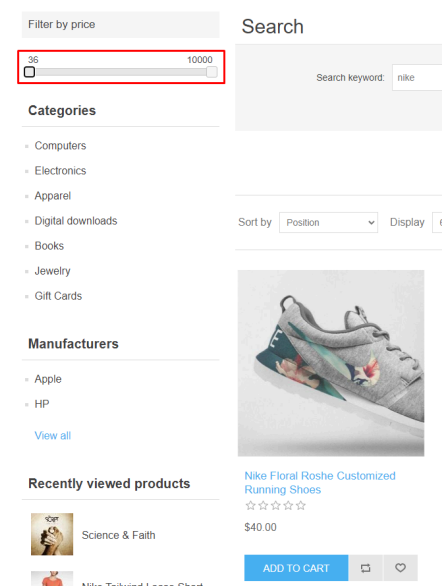 Filter by price
36 10000
Categories
Computers
Electronics
Apparel
Digital downloads
Books
Jewelry
Gift Cards
Manufacturers
Apple
HP
View all
Recently viewed products
Science & Faith
Search
Search keyword: nike
Sort by Position Display
Nike Floral Roshe Customized
Running Shoes
$40.00
ADD TO CART